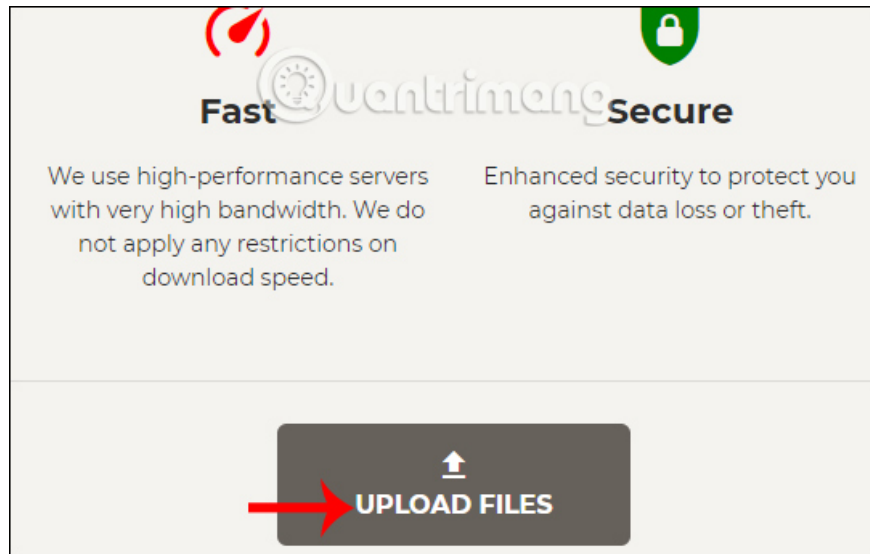 Quantrimang
Fast
Secure
We use high-performance servers
with very high bandwidth. We do
not apply any restrictions on
download speed.
Enhanced security to protect you
against data loss or theft.
UPLOAD FILES